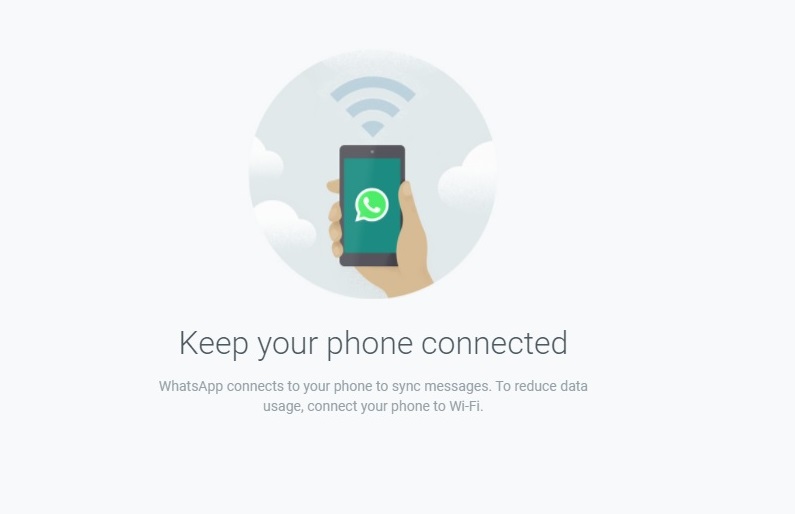 Keep your phone connected
WhatsApp connects to your phone to sync messages. To reduce data
usage, connect your phone to Wi-Fi.